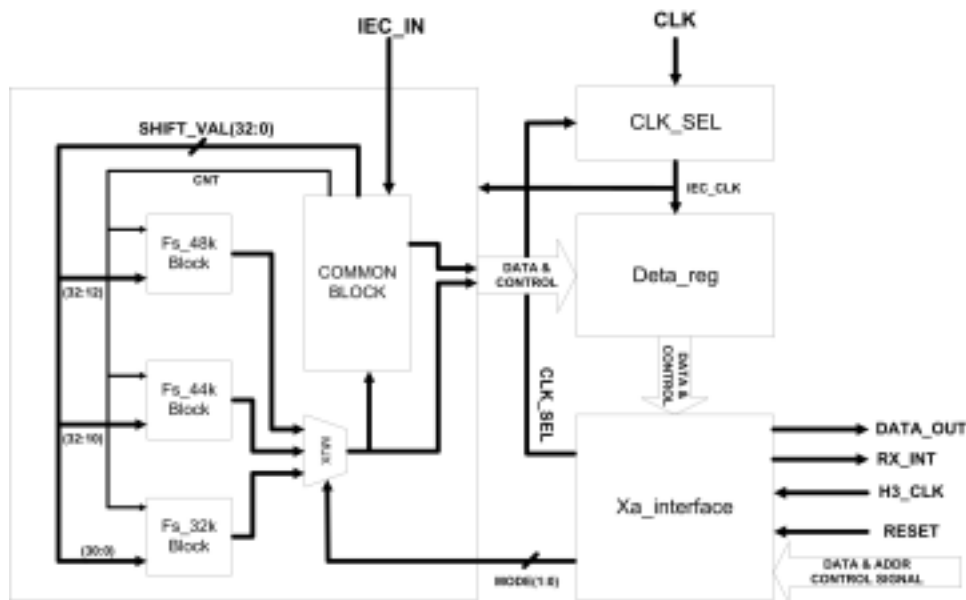 IEC_IN
CLK
SHIFT_VAL(32:0)
CLK_SEL
CNT
IEC_CLK
Fs_48k
Block
COMMON
BLOCK
DATA &
CONTROL
Deta_reg
(32:12)
DATA &
CONTROL
Fs_44k
Block
CLK_SEL
(32:10)
MUX
DATA_OUT
RX_INT
Xa_interface
H3_CLK
Fs_32k
Block
RESET
(30:0)
MODE(1:0)
DATA & ADDR
CONTROL SIGNAL